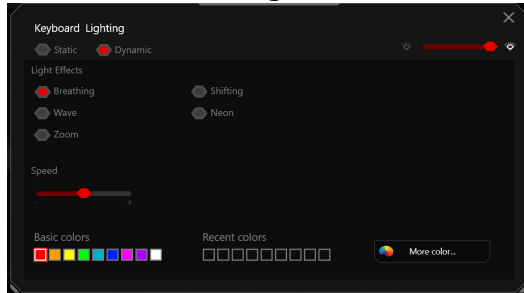 Keyboard Lighting
Static Dynamic
Light Effects
Breathing Shifting
Wave Neon
Zoom
Speed
- +
Basic colors Recent colors
More color...